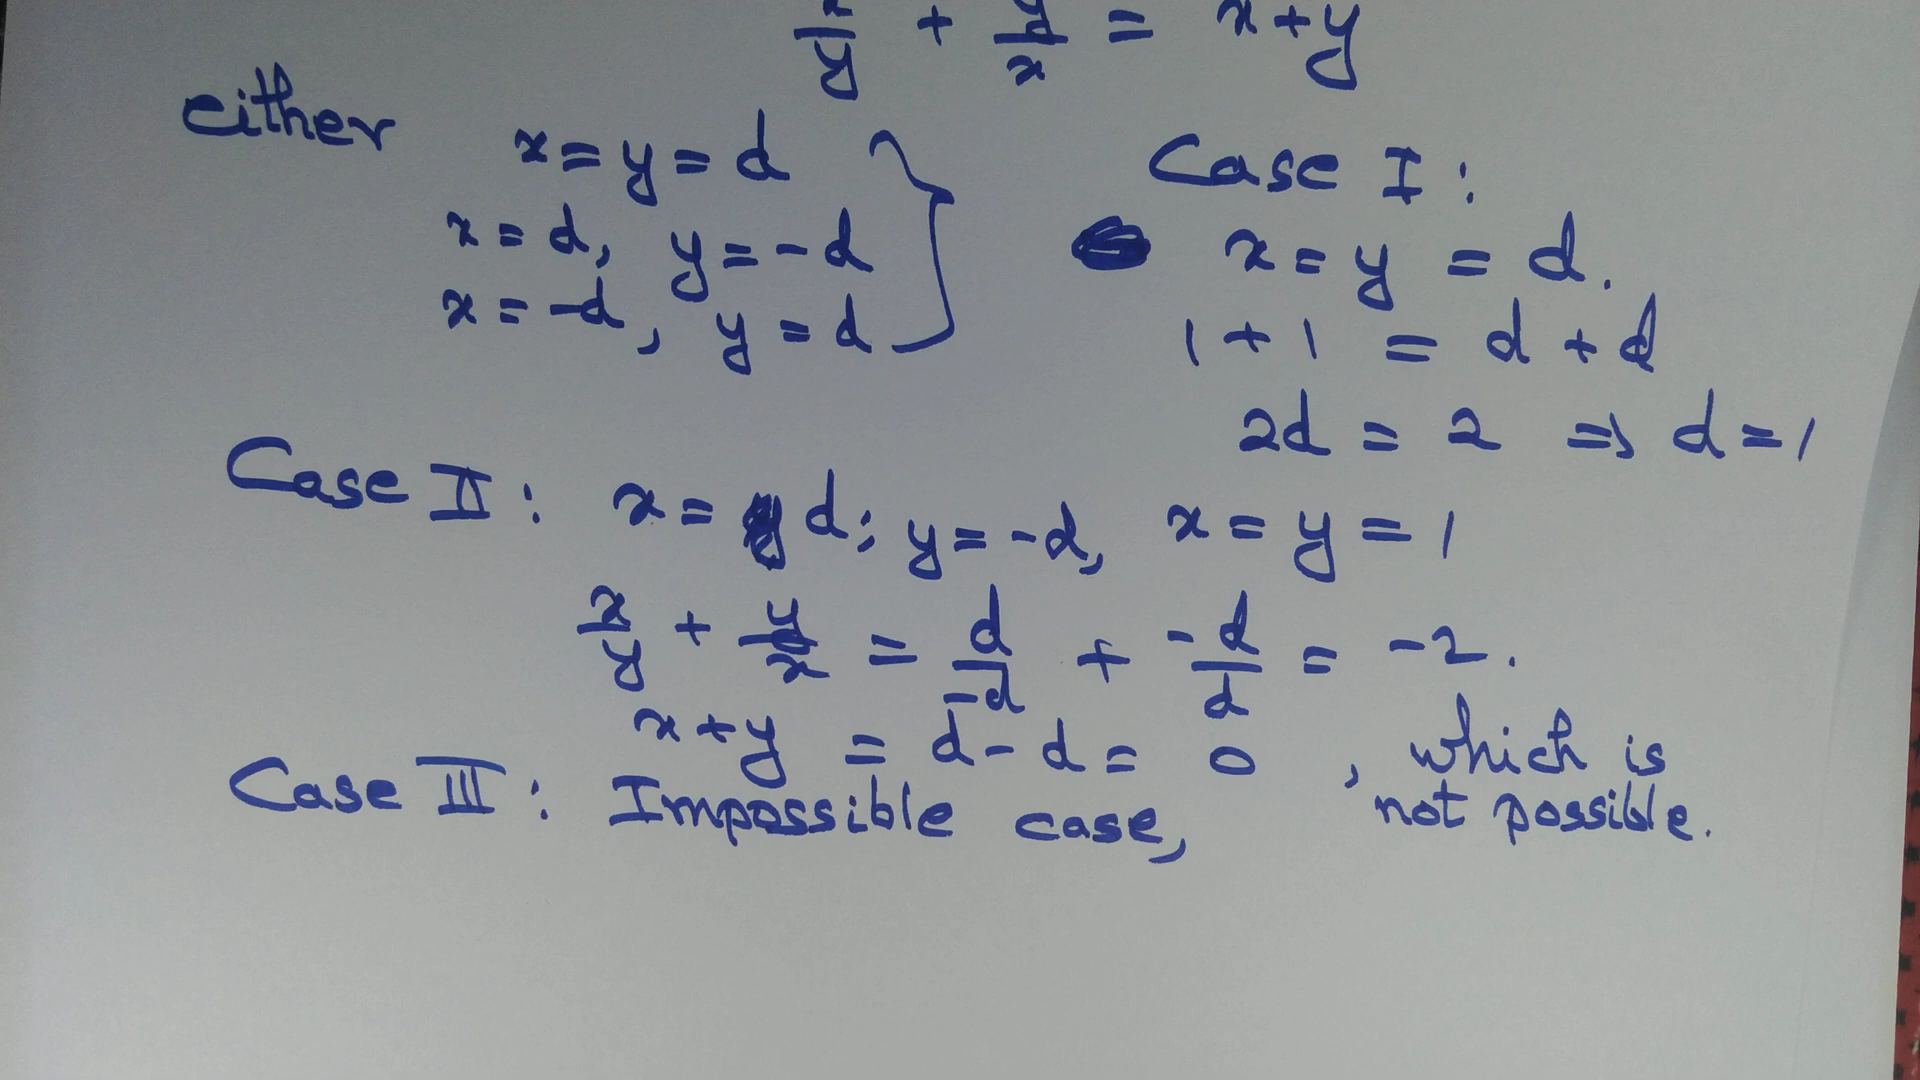 x/y + y/x = x+y
either
x = y = d
x = d, y = -d
x = -d, y = d
Case I :
x = y = d.
1 + 1 = d + d
2d = 2 => d = 1
x = y = 1
Case II : x = d; y = -d,
x/y + y/x = d/-d + -d/d = -2.
x+y = d - d = 0 , which is
not possible.
Case III : Impossible case,